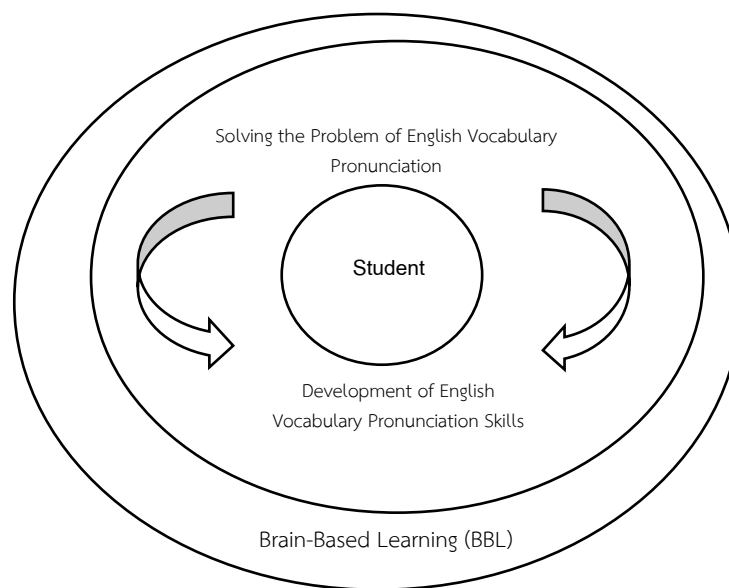 Solving the Problem of English Vocabulary
Pronunciation
Student
Development of English
Vocabulary Pronunciation Skills
Brain-Based Learning (BBL)